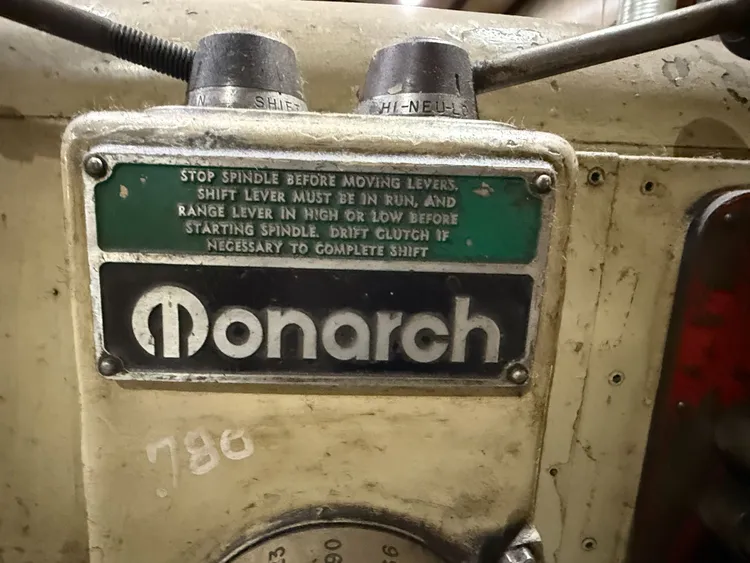 N SHIFT
HI-NEU-LO
STOP SPINDLE BEFORE MOVING LEVERS.
SHIFT LEVER MUST BE IN RUN, AND
RANGE LEVER IN HIGH OR LOW BEFORE
STARTING SPINDLE. DRIFT CLUTCH IF
NECESSARY TO COMPLETE SHIFT
Monarch
780